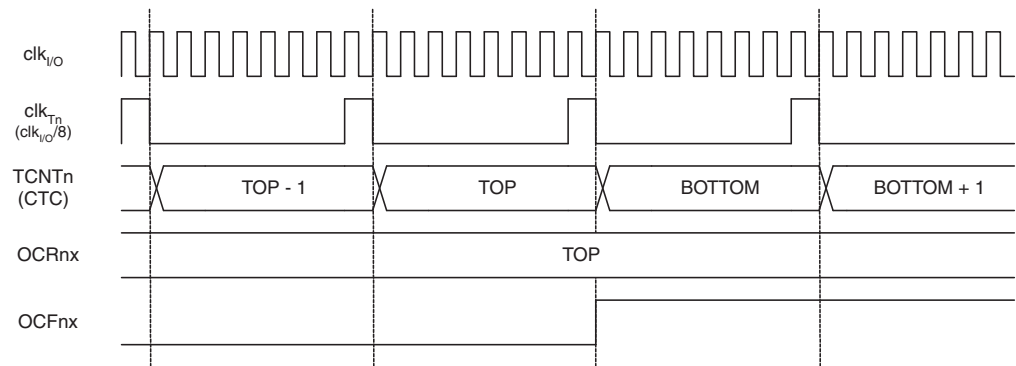 clkI/O
clkTn
(clkI/O/8)
TCNTn
(CTC)
TOP - 1
TOP
BOTTOM
BOTTOM + 1
OCRnx
TOP
OCFnx